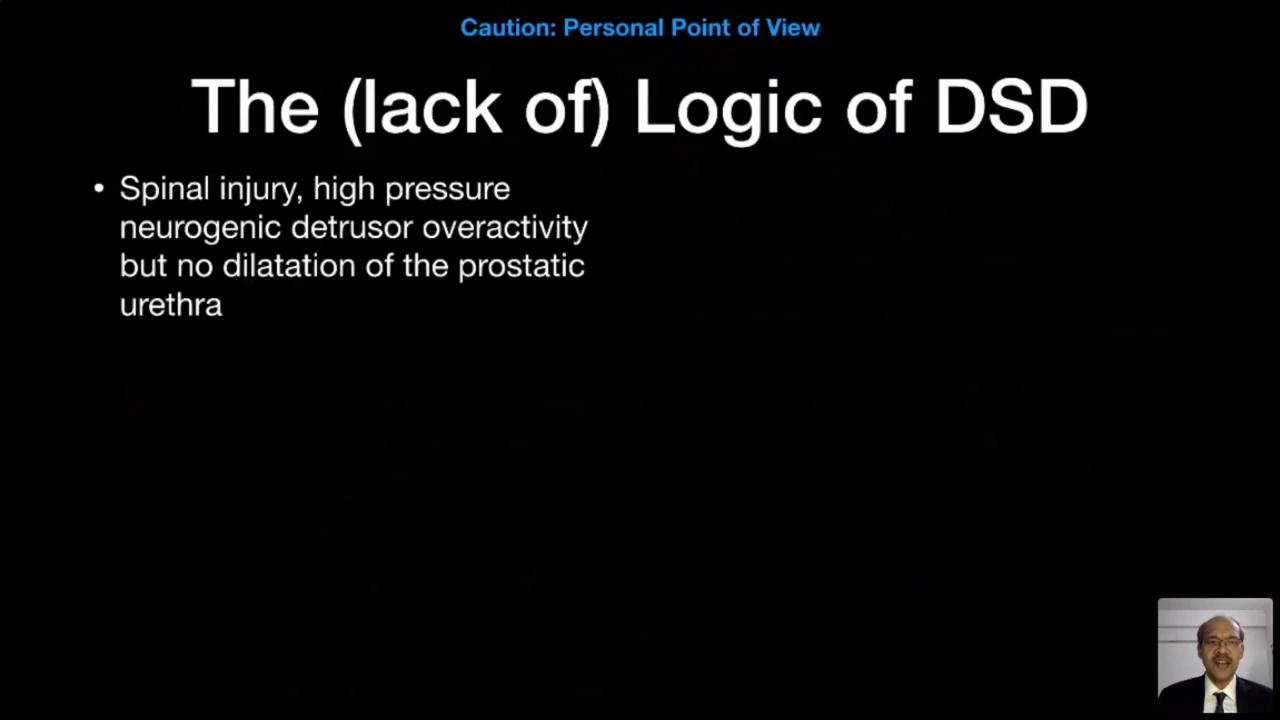 Caution: Personal Point of View
The (lack of) Logic of DSD
• Spinal injury, high pressure
neurogenic detrusor overactivity
but no dilatation of the prostatic
urethra